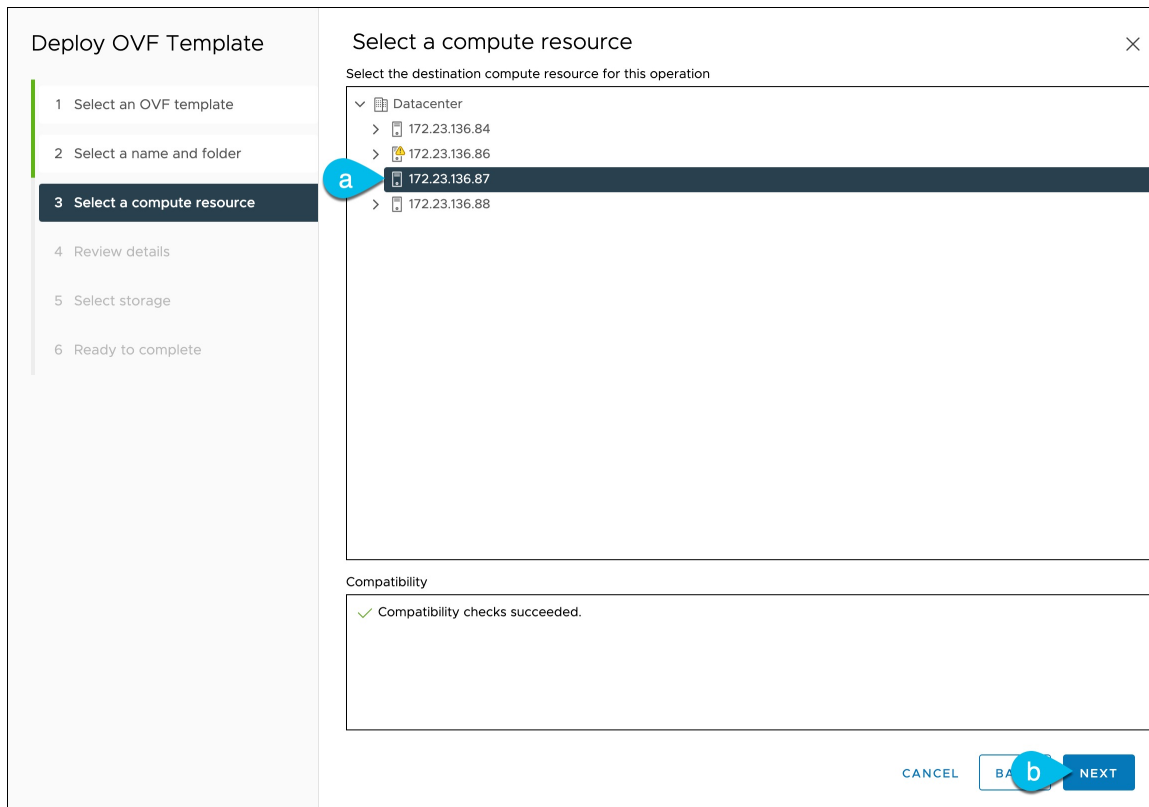 Deploy OVF Template
1 Select an OVF template
2 Select a name and folder
3 Select a compute resource
4 Review details
5 Select storage
6 Ready to complete
Select a compute resource
Select the destination compute resource for this operation
Datacenter
172.23.136.84
172.23.136.86
a
172.23.136.87
172.23.136.88
Compatibility
Compatibility checks succeeded.
CANCEL
b
NEXT